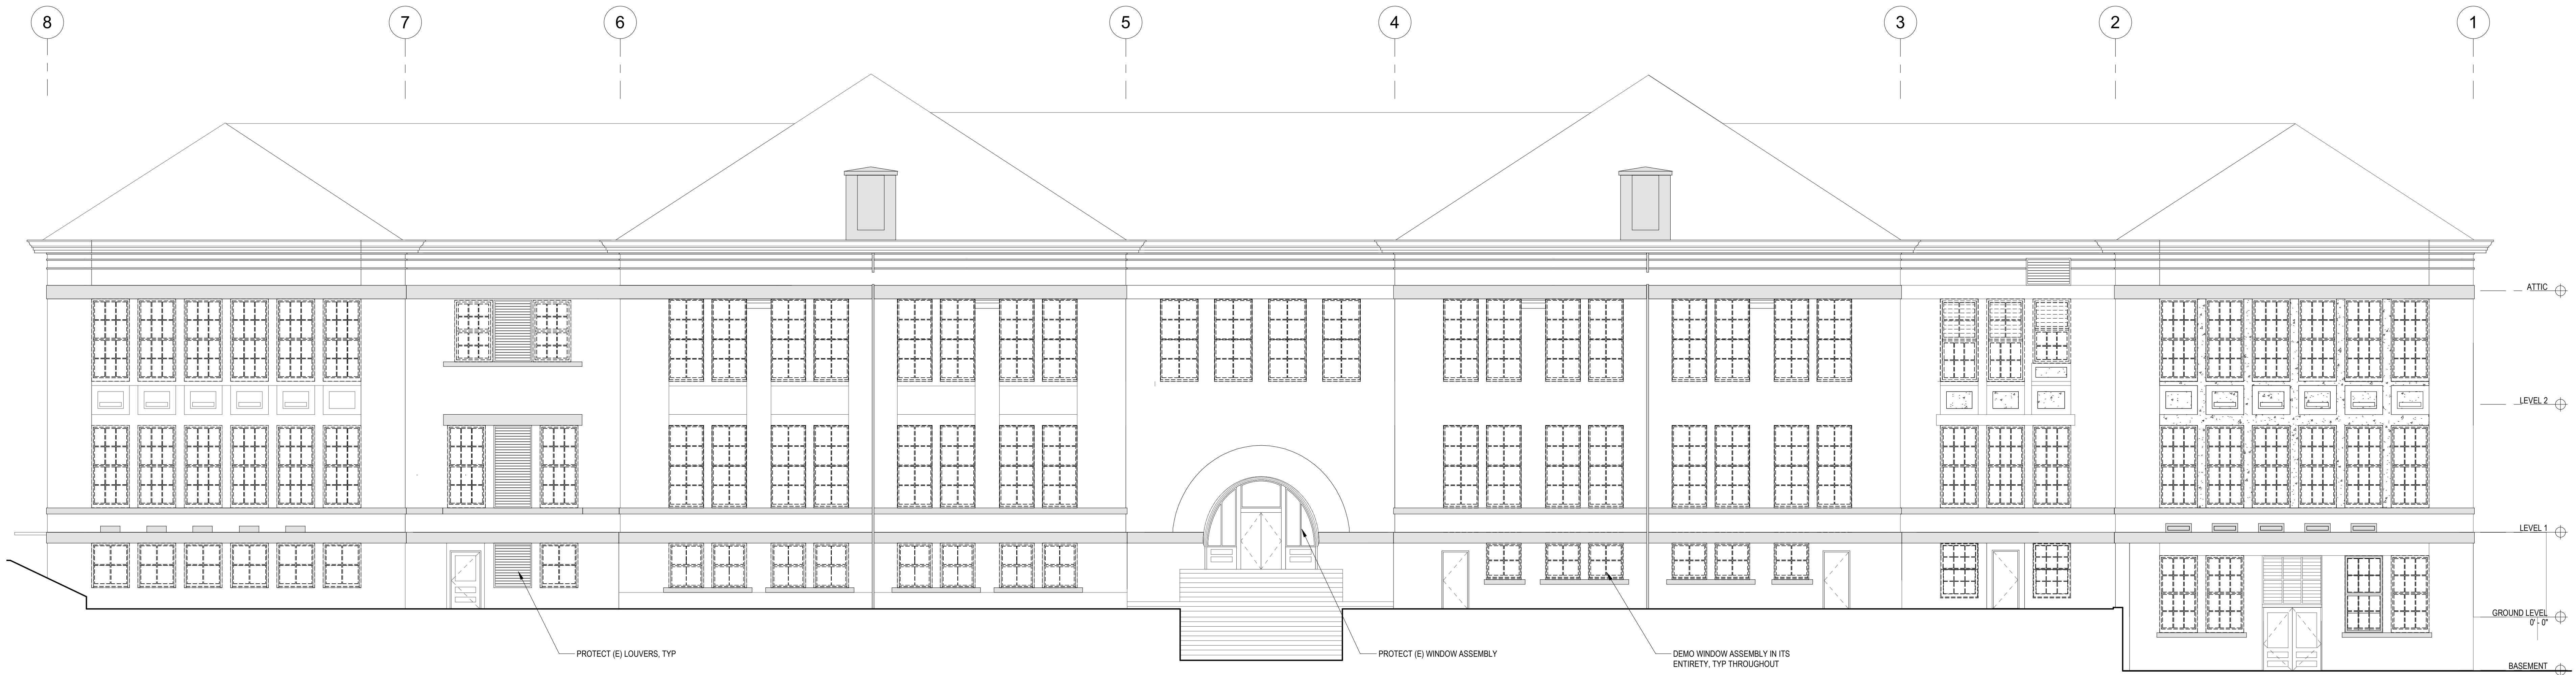 8 7 6 5 4 3 2 1
ATTIC
LEVEL 2
LEVEL 1
GROUND LEVEL
0' - 0"
PROTECT (E) LOUVERS, TYP
PROTECT (E) WINDOW ASSEMBLY
DEMO WINDOW ASSEMBLY IN ITS
ENTIRETY, TYP THROUGHOUT
BASEMENT